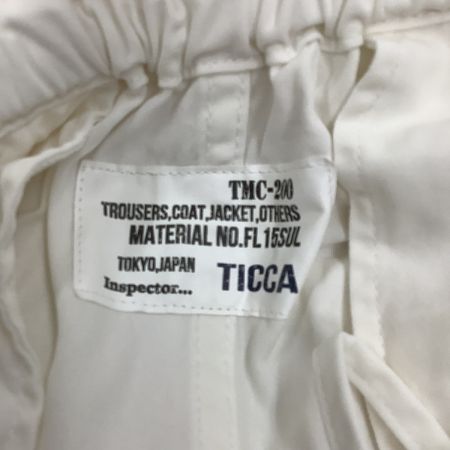 TMC-200
TROUSERS,COAT,JACKET,OTHERS
MATERIAL NO.FL15SUL
TOKYO,JAPAN
Inspector... TICCA